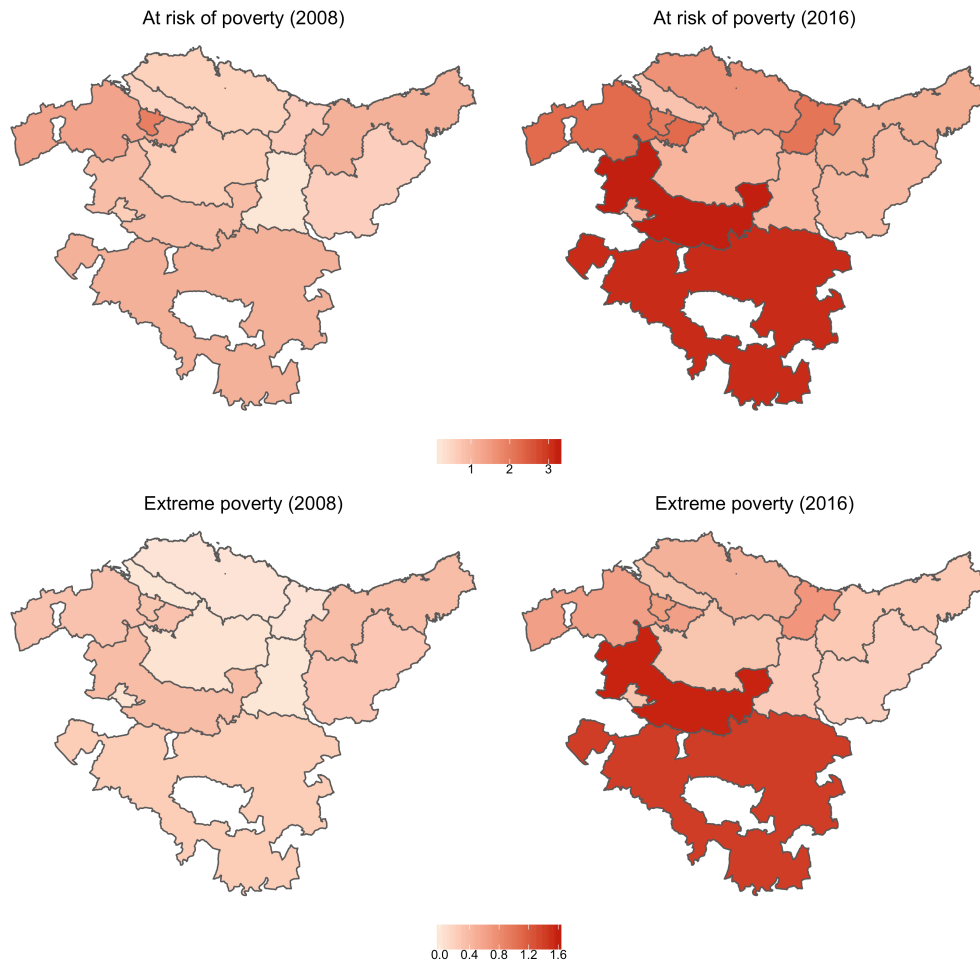 At risk of poverty (2008)
At risk of poverty (2016)
1 2 3
Extreme poverty (2008)
Extreme poverty (2016)
0.0 0.4 0.8 1.2 1.6